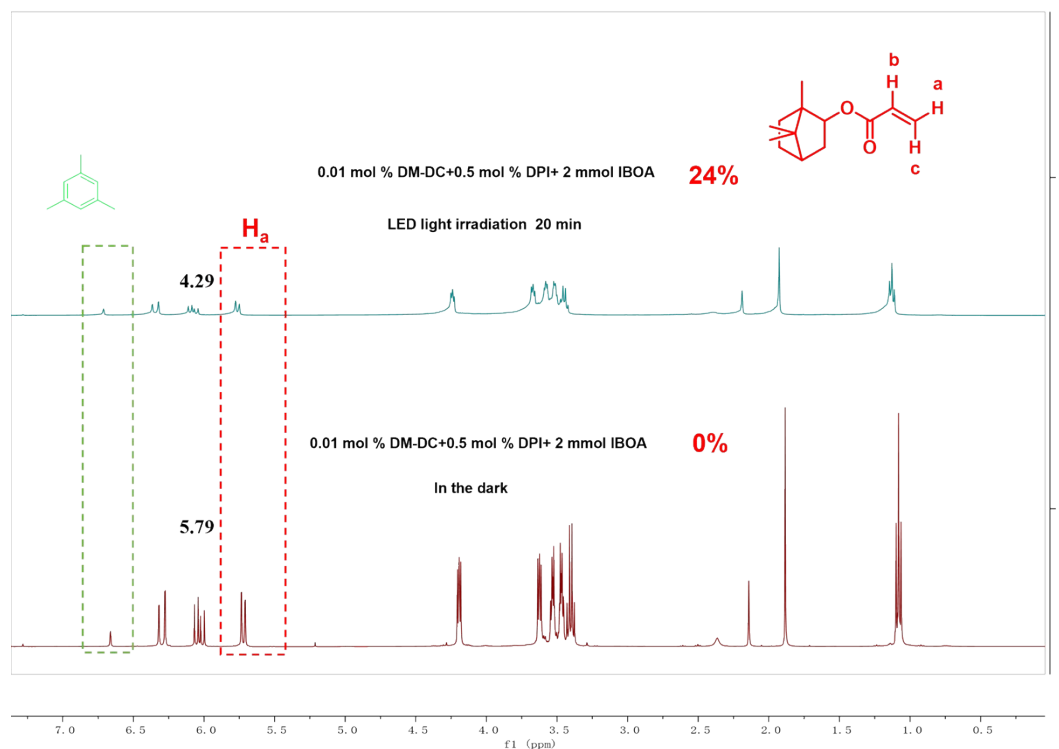 b
H
a
O
H
O
H
c
0.01 mol % DM-DC+0.5 mol % DPI+ 2 mmol IBOA
24%
LED light irradiation 20 min
Ha
4.29
0.01 mol % DM-DC+0.5 mol % DPI+ 2 mmol IBOA
0%
In the dark
5.79
7.0 6.5 6.0 5.5 5.0 4.5 4.0 3.5 3.0 2.5 2.0 1.5 1.0 0.5
f1 (ppm)